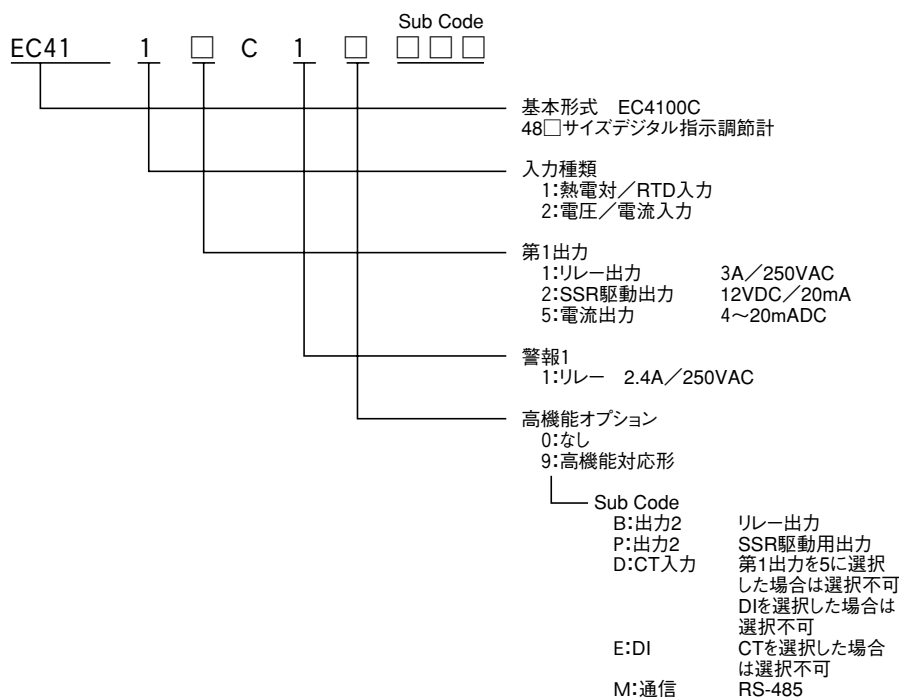 Sub Code
EC41 1 □ C 1 □ □□□
基本形式 EC4100C
48□サイズデジタル指示調節計
入力種類
1:熱電対／RTD入力
2:電圧／電流入力
第1出力
1:リレー出力 3A／250VAC
2:SSR駆動出力 12VDC／20mA
5:電流出力 4～20mADC
警報1
1:リレー 2.4A／250VAC
高機能オプション
0:なし
9:高機能対応形
Sub Code
B:出力2 リレー出力
P:出力2 SSR駆動用出力
D:CT入力 第1出力を5に選択
した場合は選択不可
DIを選択した場合は
選択不可
E:DI CTを選択した場合
は選択不可
M:通信 RS-485